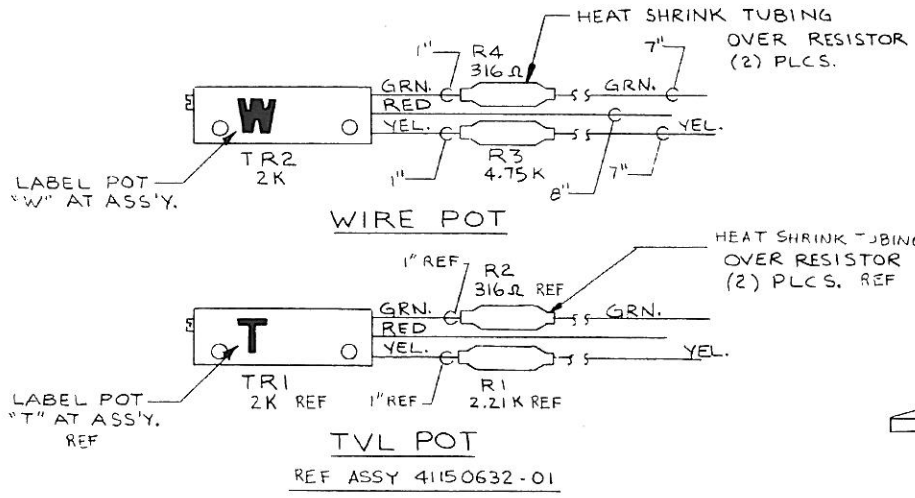 HEAT SHRINK TUBING
OVER RESISTOR
(2) PLCS.
1"
R4
316 Ω
7"
GRN.
GRN.
RED
W
YEL.
YEL.
TR2
2K
R3
4.75 K
1"
8"
7"
LABEL POT
"W" AT ASS'Y.
WIRE POT
HEAT SHRINK TUBING
OVER RESISTOR
(2) PLCS. REF
1" REF
R2
316 Ω REF
GRN.
GRN.
RED
T
YEL.
YEL.
TR1
2K REF
1" REF
R1
2.21 K REF
LABEL POT
"T" AT ASS'Y.
REF
TVL POT
REF ASSY 41150632-01